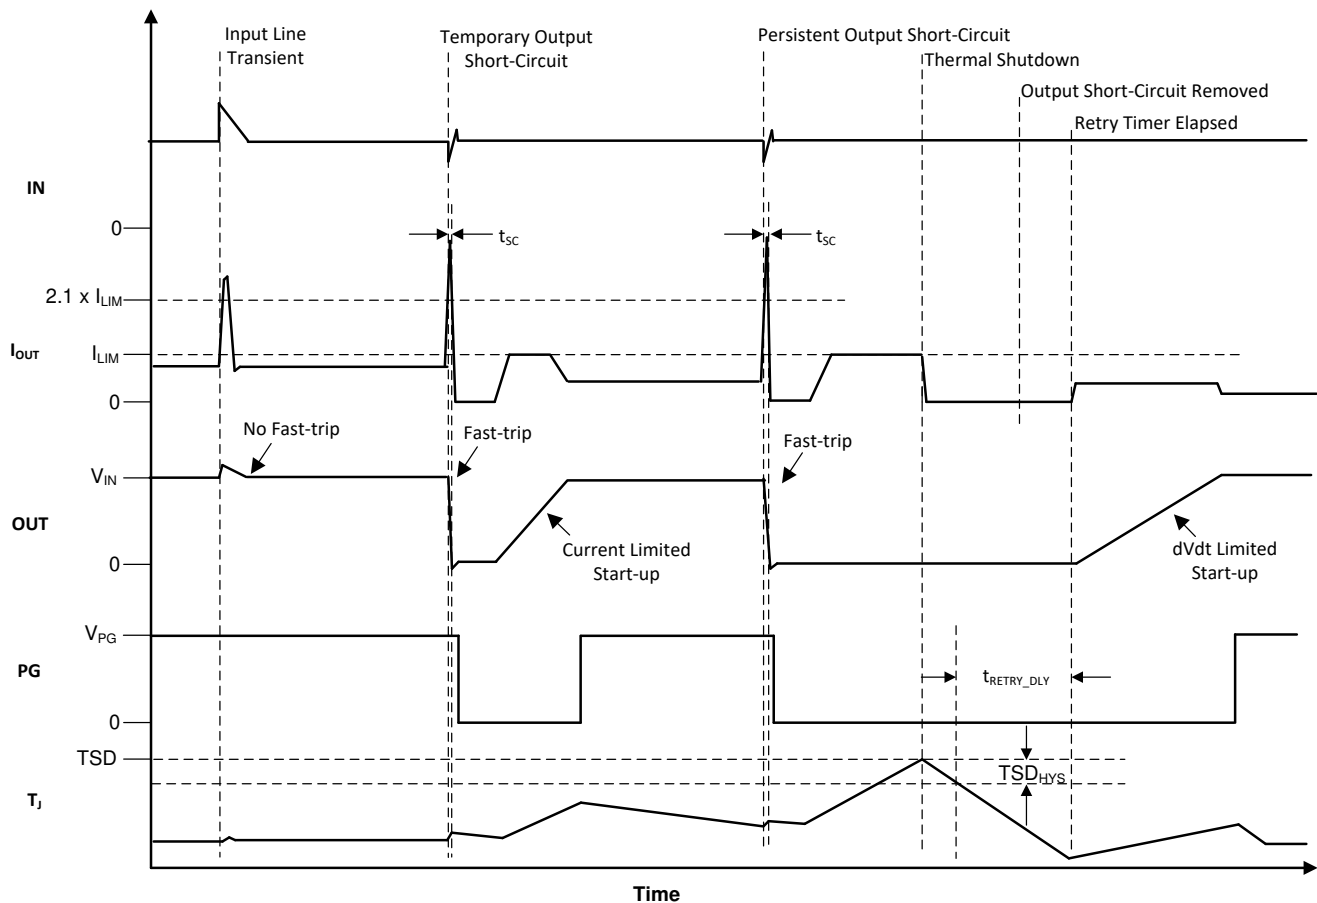 Input Line
Transient
Temporary Output
Short-Circuit
Persistent Output Short-Circuit
Thermal Shutdown
Output Short-Circuit Removed
Retry Timer Elapsed
IN
0
tSC
tSC
2.1 x ILIM
IOUT
ILIM
0
No Fast-trip
Fast-trip
Fast-trip
VIN
OUT
Current Limited
Start-up
dVdt Limited
Start-up
0
VPG
PG
tRETRY_DLY
0
TSD
TSDHYS
TJ
Time